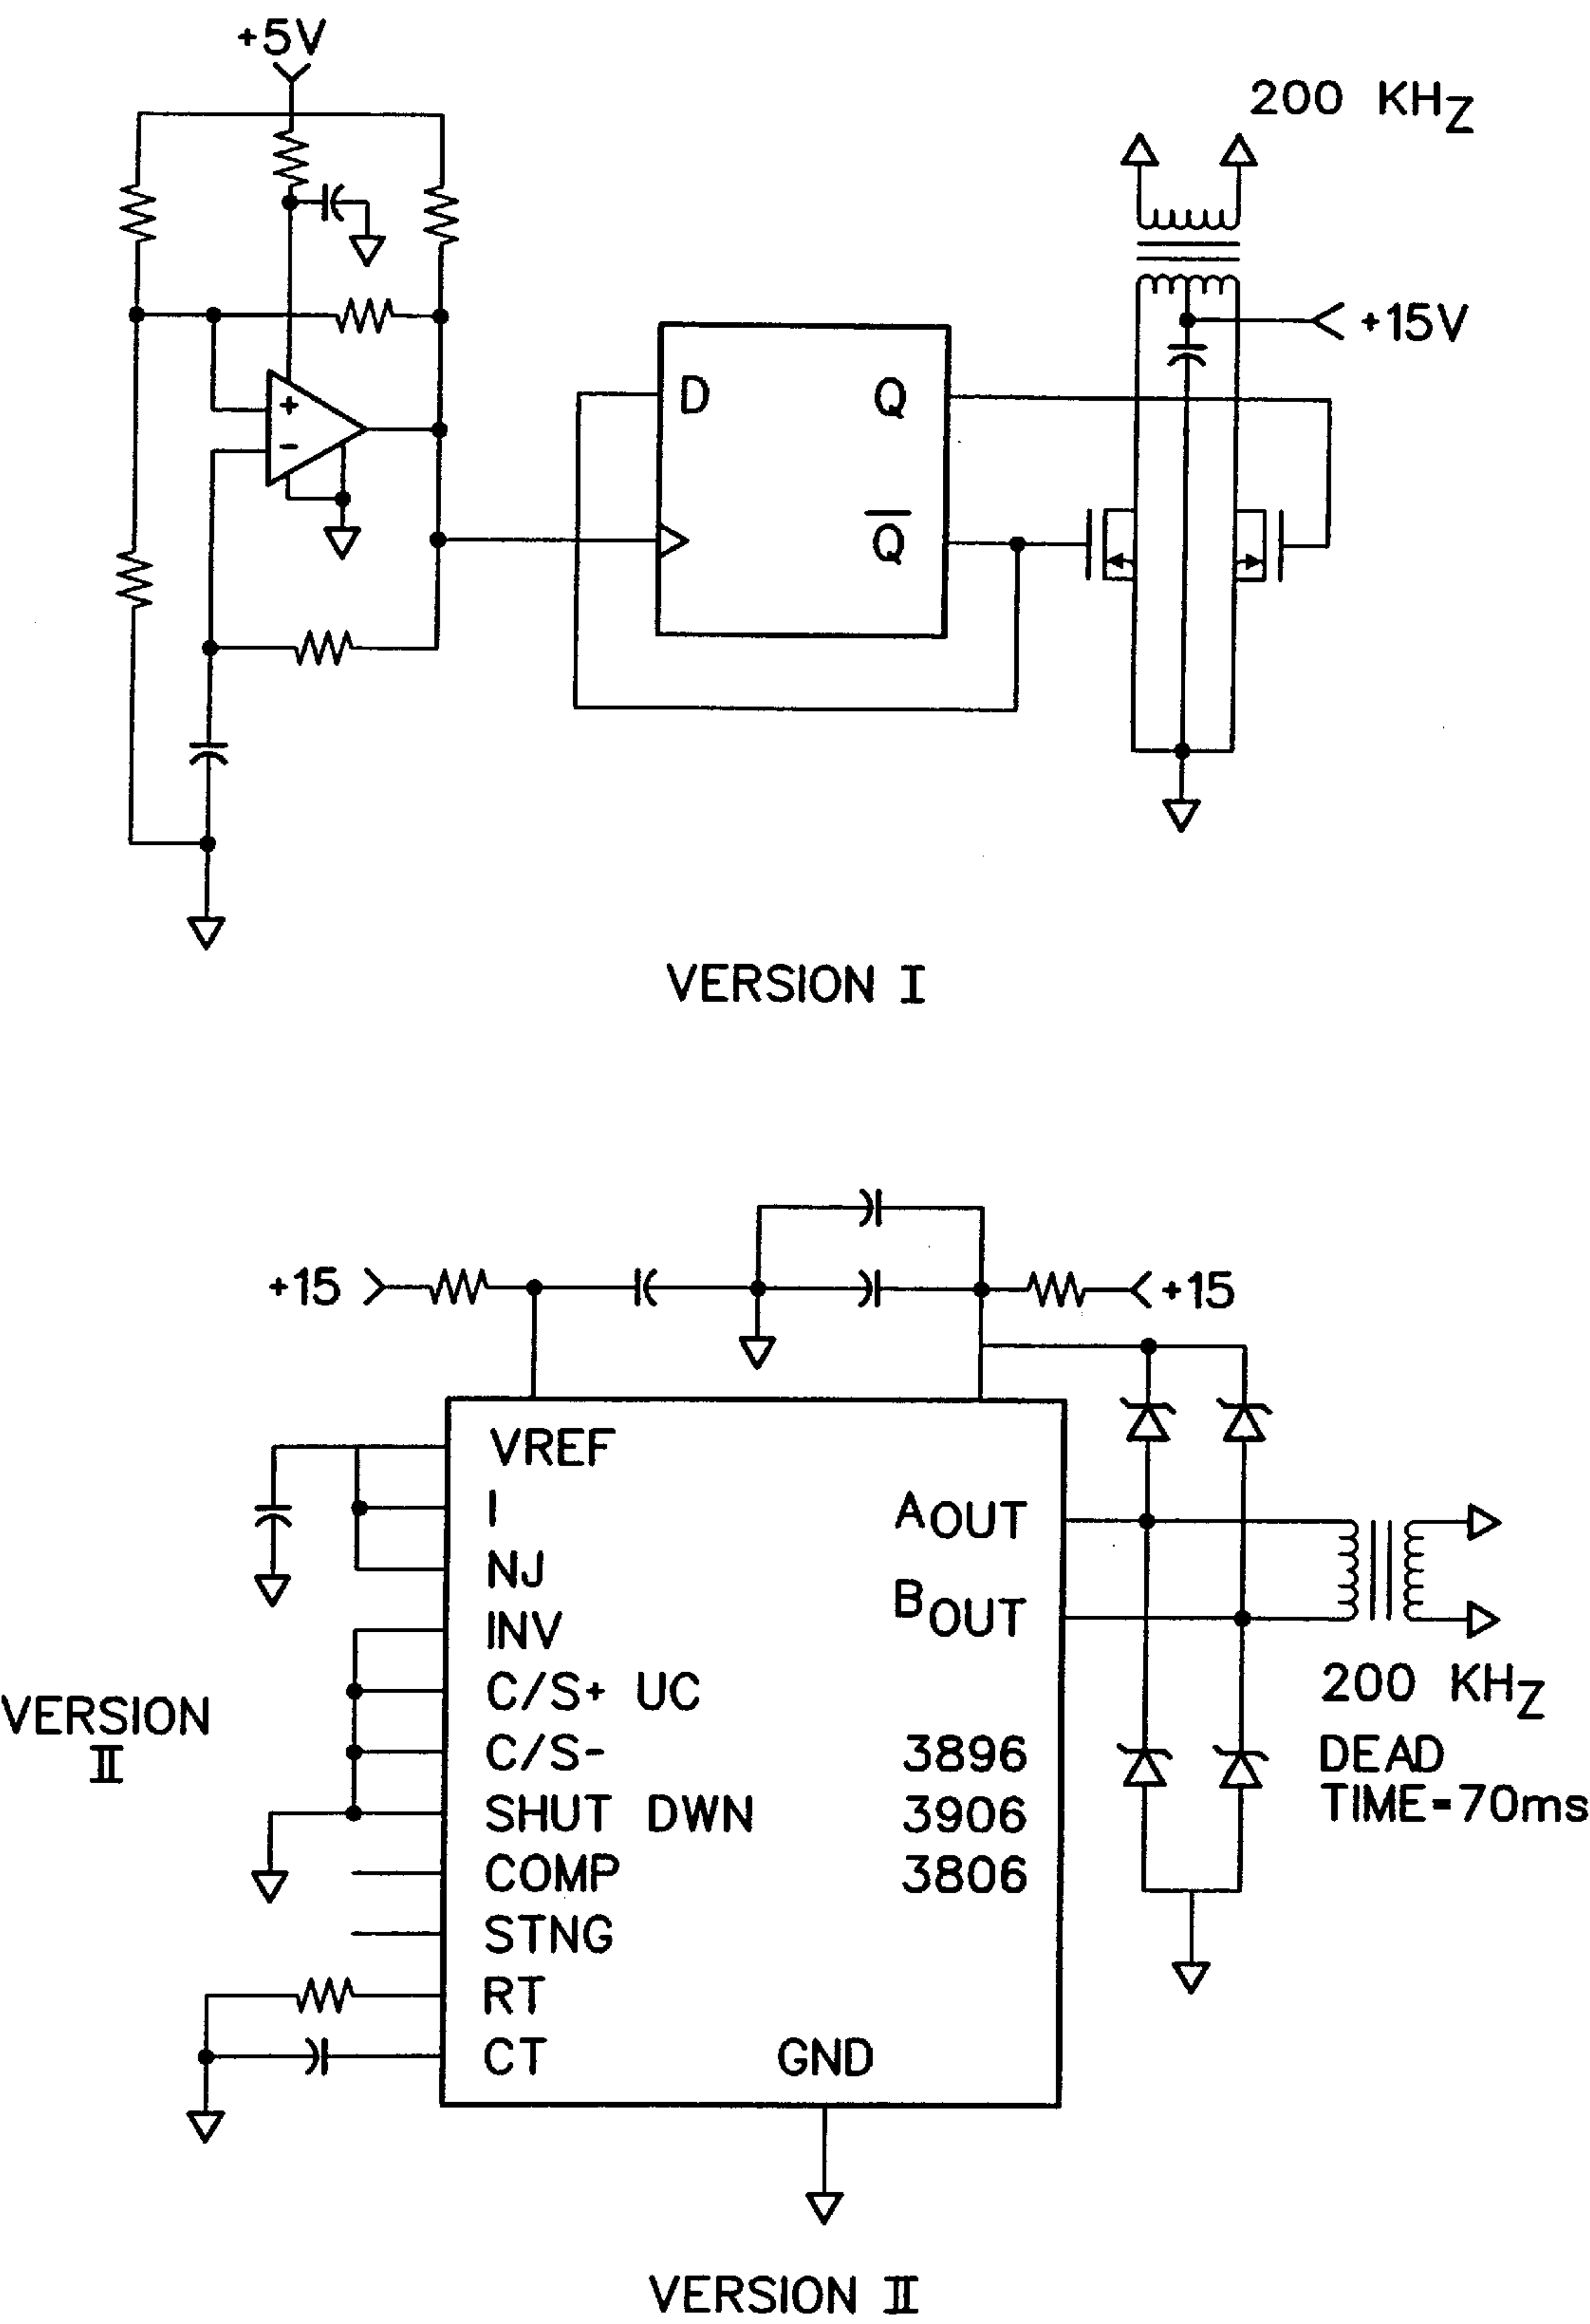 +5V
200 KHZ
+15V
+
-
D
Q
Q
VERSION I
+15
+15
VREF
I
AOUT
NJ
BOUT
INV
C/S+ UC
200 KHZ
VERSION
II
C/S-
3896
DEAD
SHUT DWN
3906
TIME=70ms
COMP
3806
STNG
RT
CT
GND
VERSION II